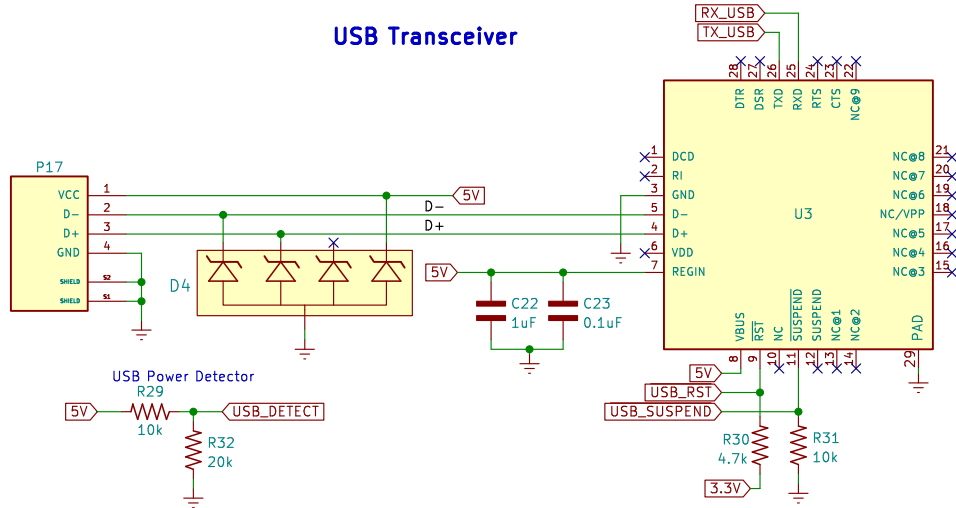 USB Transceiver
RX_USB
TX_USB
28 27 26 25 24 23 22
DTR DSR TXD RXD RTS CTS NC@9
P17
VCC 1
D- 2
D+ 3
GND 4
SHIELD S2
SHIELD S1
5V
D-
D+
D4
5V
C22
1uF
C23
0.1uF
1 DCD
2 RI
3 GND
5 D-
4 D+
6 VDD
7 REGIN
U3
NC@8 21
NC@7 20
NC@6 19
NC/VPP 18
NC@5 17
NC@4 16
NC@3 15
VBUS RST NC SUSPEND SUSPEND NC@1 NC@2 PAD
8 9 10 11 12 13 14 29
5V
USB_RST
USB_SUSPEND
R30
4.7k
R31
10k
3.3V
USB Power Detector
R29
5V
10k
USB_DETECT
R32
20k